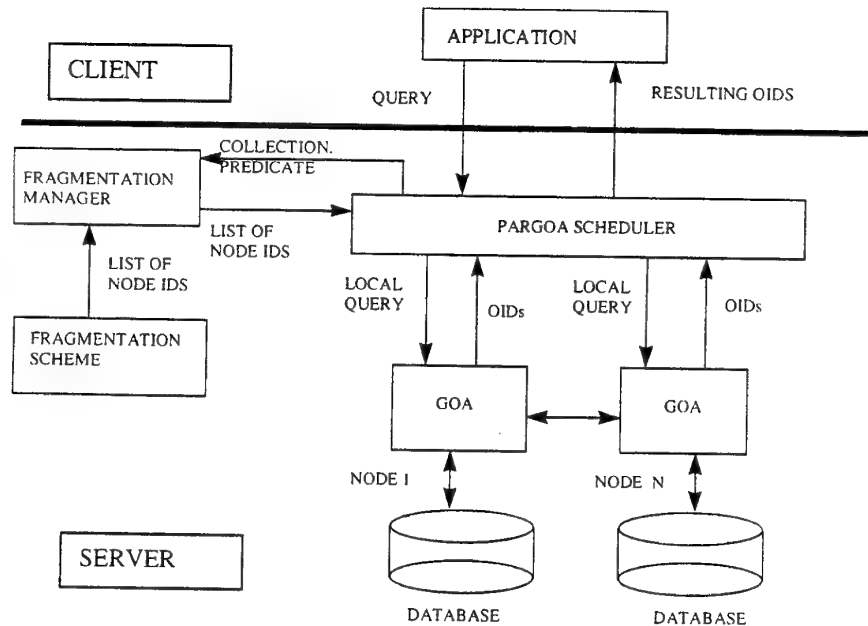 APPLICATION
CLIENT
QUERY
RESULTING OIDS
COLLECTION.
PREDICATE
FRAGMENTATION
MANAGER
LIST OF
NODE IDS
PARGOA SCHEDULER
LIST OF
NODE IDS
LOCAL
QUERY
OIDs
LOCAL
QUERY
OIDs
FRAGMENTATION
SCHEME
GOA
GOA
NODE 1
NODE N
SERVER
DATABASE
DATABASE